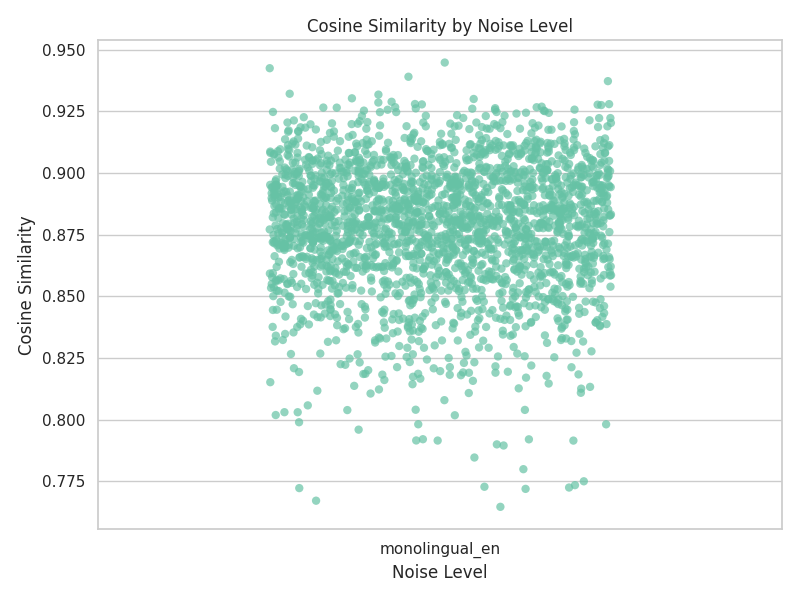 Cosine Similarity by Noise Level
0.950
0.925
0.900
0.875
0.850
0.825
0.800
0.775
Cosine Similarity
monolingual_en
Noise Level